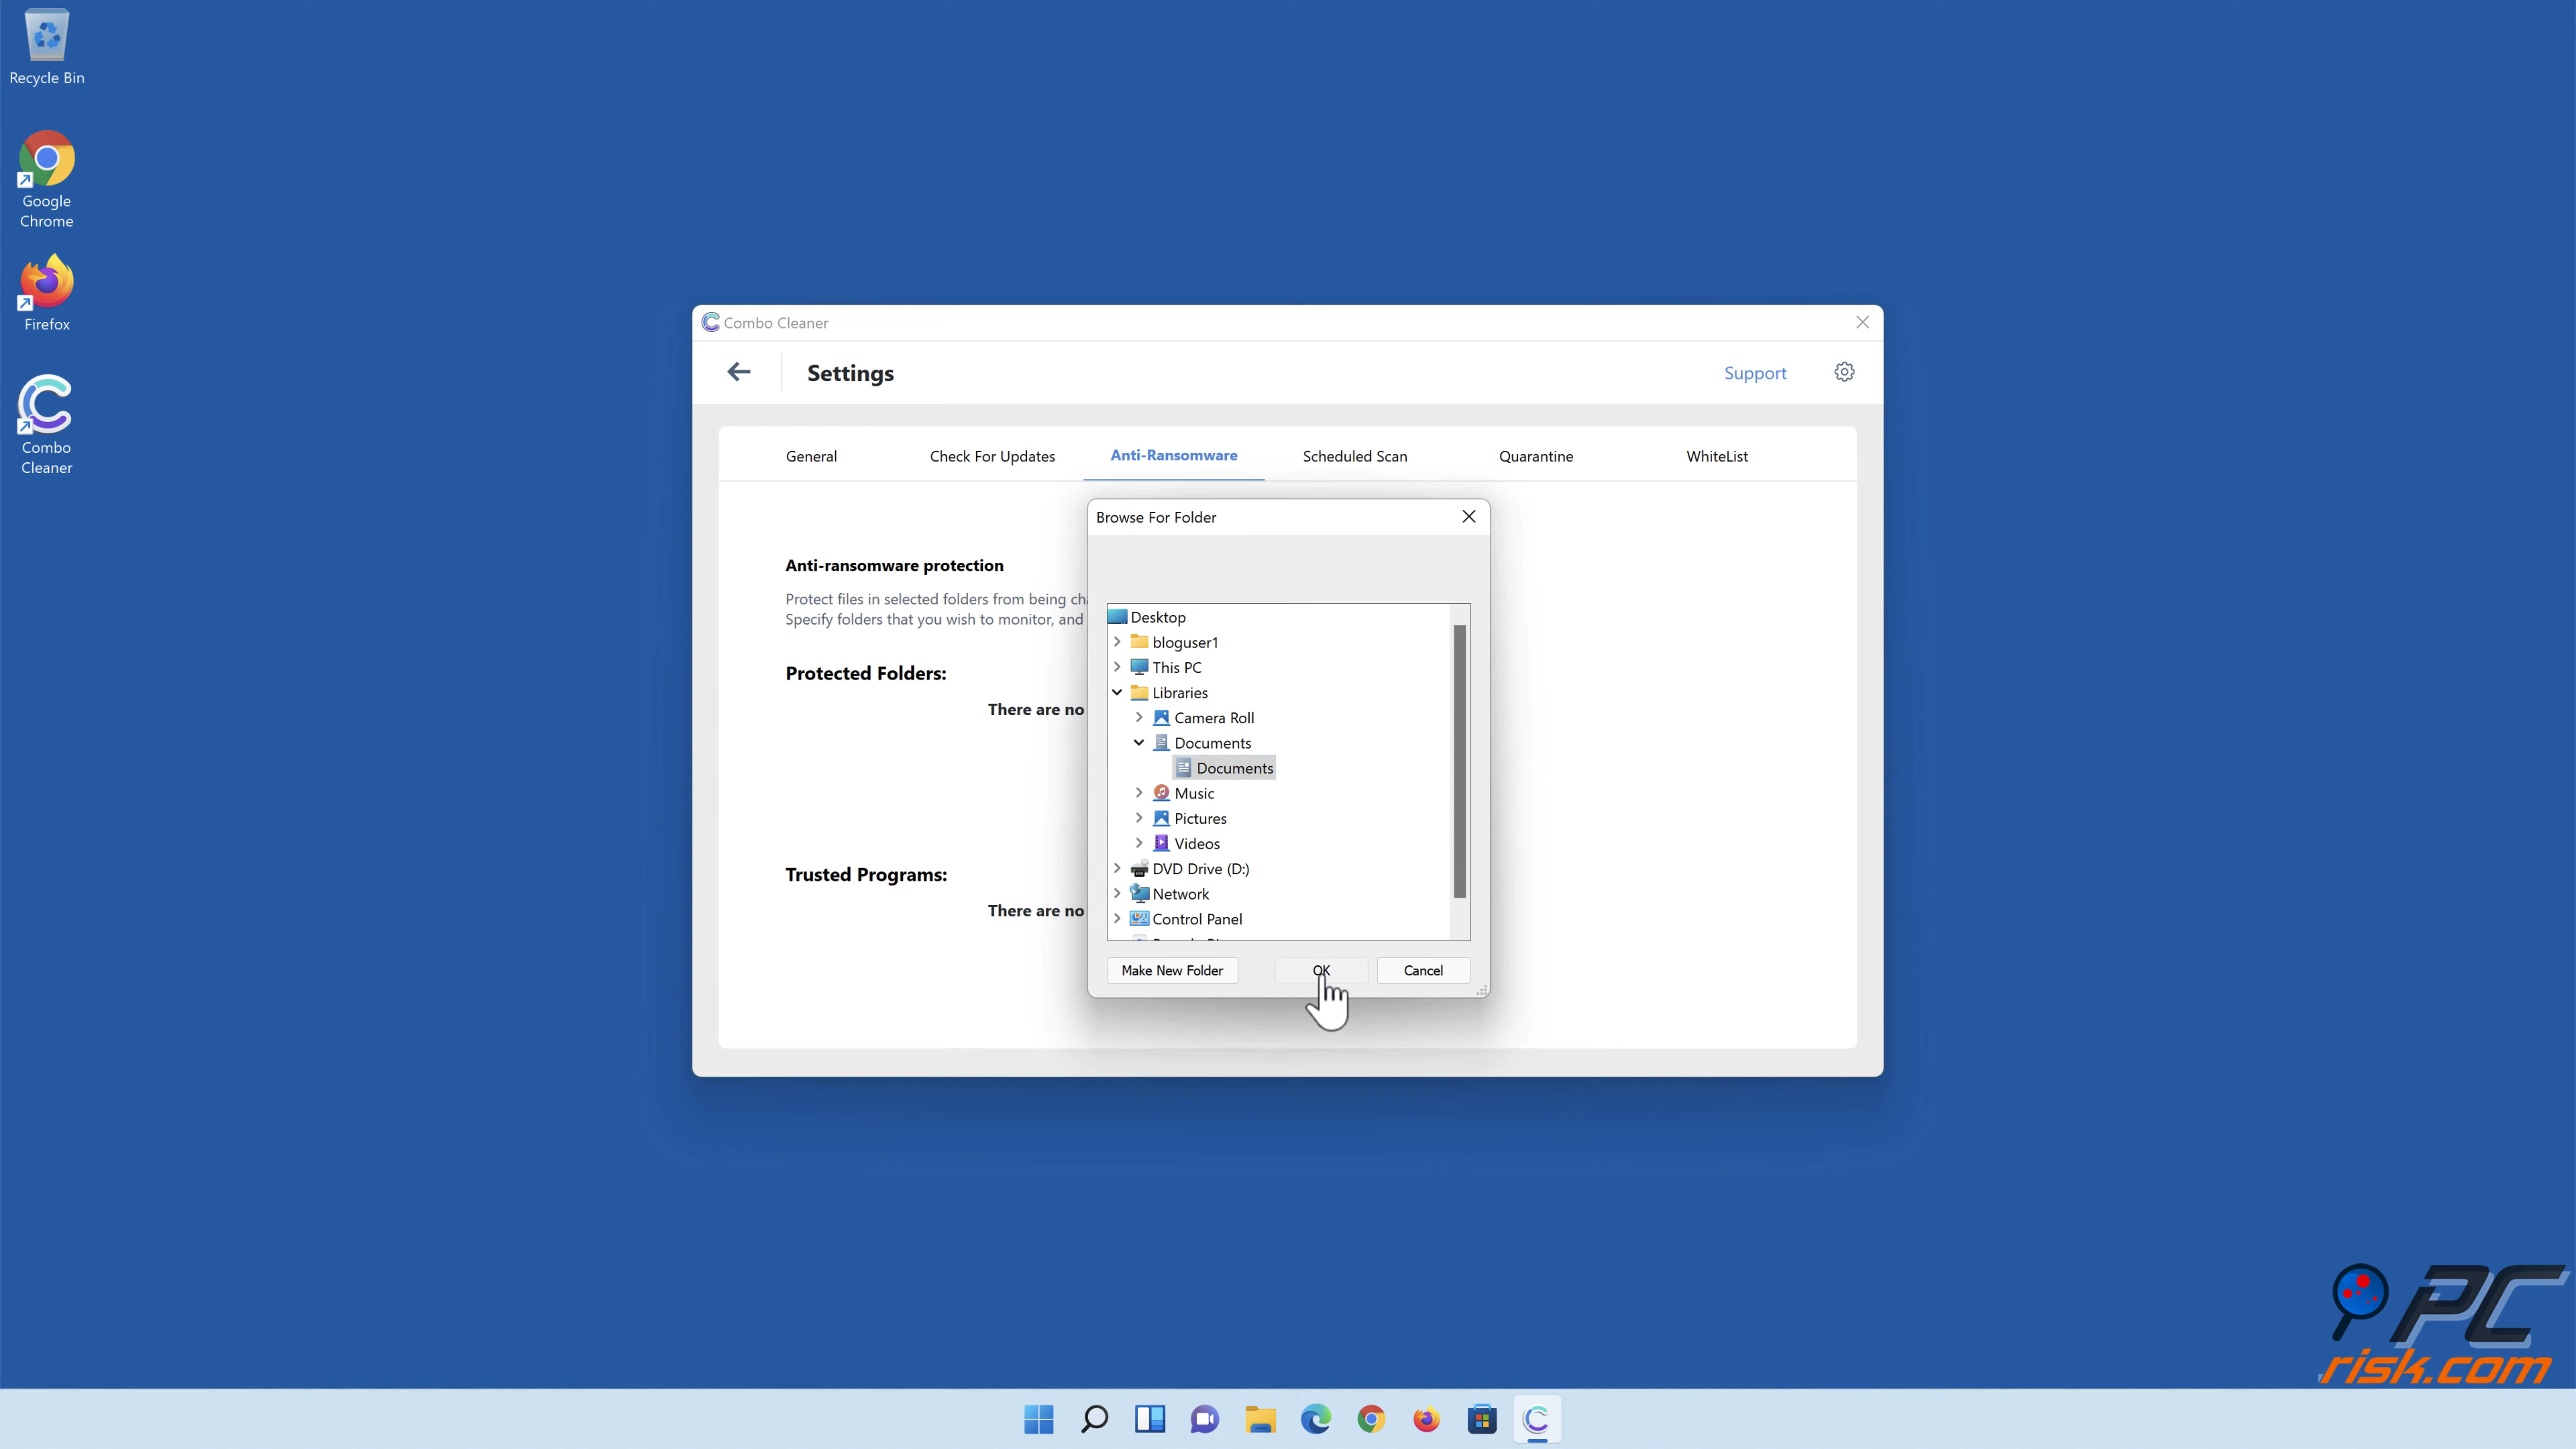 Recycle Bin
Google
Chrome
Firefox
Combo
Cleaner
Combo Cleaner
Settings
Support
General
Check For Updates
Anti-Ransomware
Scheduled Scan
Quarantine
WhiteList
Browse For Folder
Anti-ransomware protection
Protect files in selected folders from being
Specify folders that you wish to monitor, and
Protected Folders:
There are no
Trusted Programs:
There are no
Desktop
bloguser1
This PC
Libraries
Camera Roll
Documents
Documents
Music
Pictures
Videos
DVD Drive (D:)
Network
Control Panel
Make New Folder
OK
Cancel
PC
risk.com